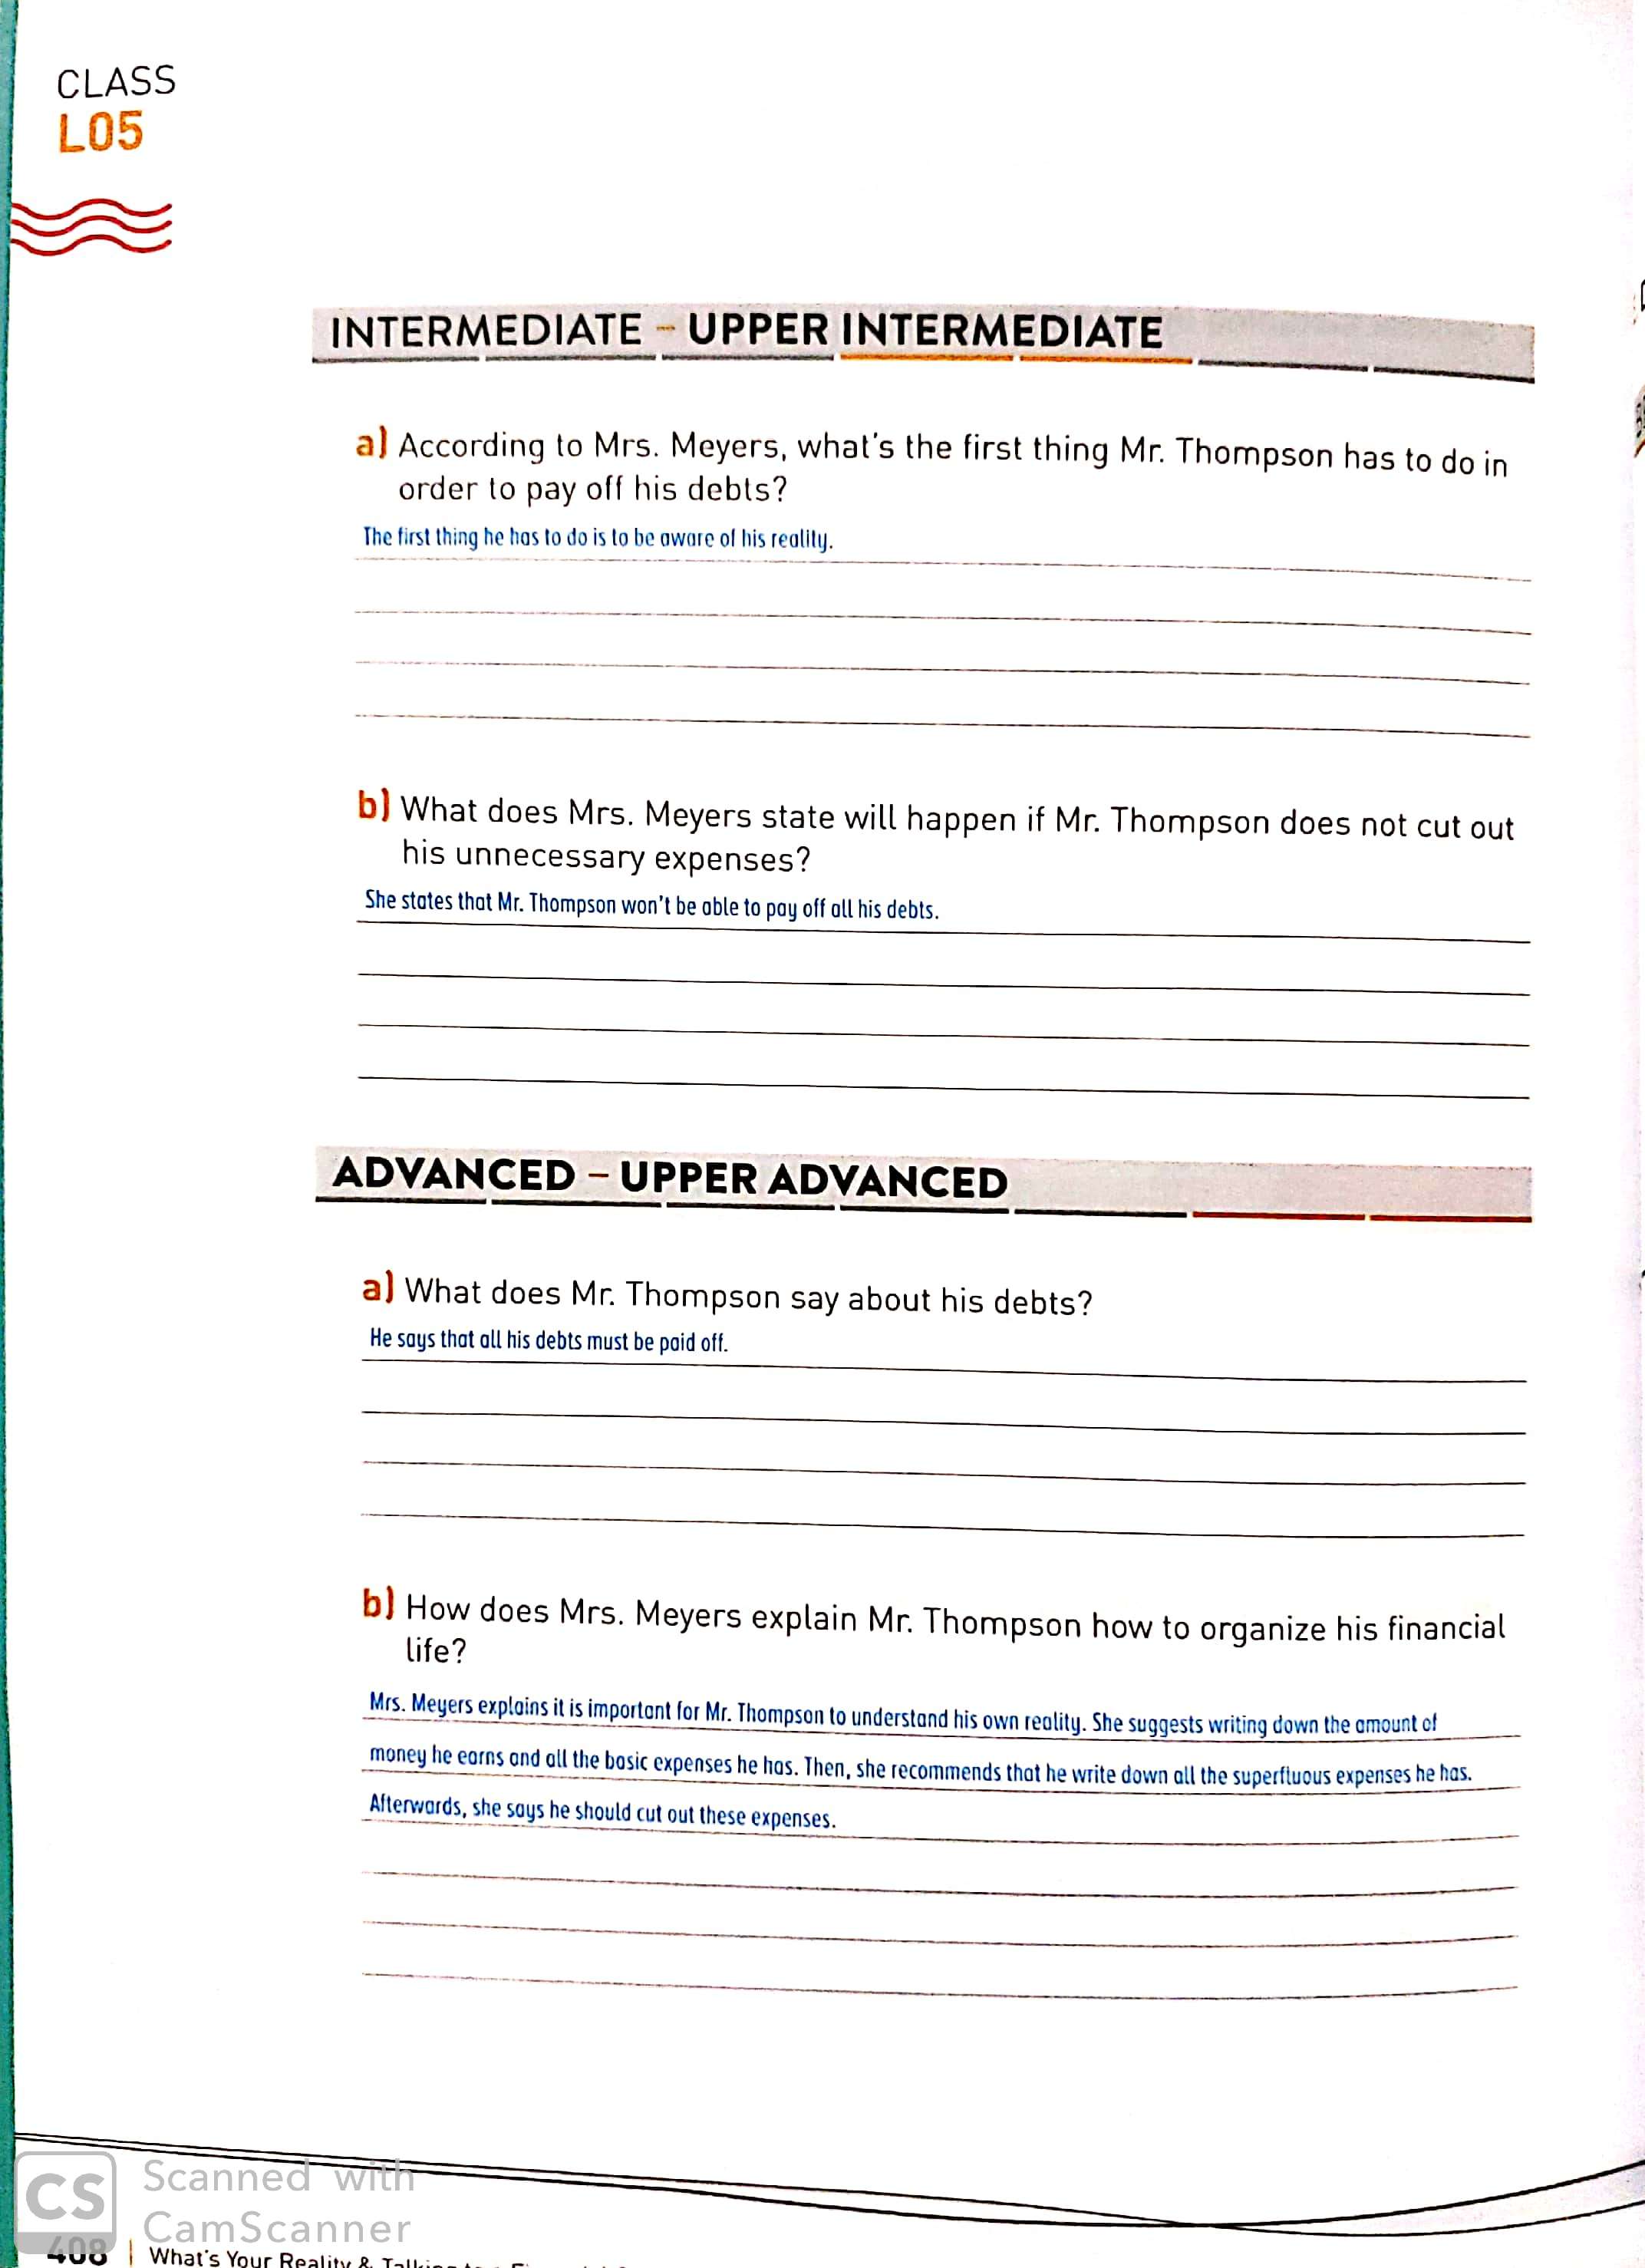 CLASS
L05
INTERMEDIATE – UPPER INTERMEDIATE
a) According to Mrs. Meyers, what's the first thing Mr. Thompson has to do in
order to pay off his debts?
The first thing he has to do is to be aware of his reality.
b) What does Mrs. Meyers state will happen if Mr. Thompson does not cut out
his unnecessary expenses?
She states that Mr. Thompson won't be able to pay off all his debts.
ADVANCED – UPPER ADVANCED
a) What does Mr. Thompson say about his debts?
He says that all his debts must be paid off.
b) How does Mrs. Meyers explain Mr. Thompson how to organize his financial
life?
Mrs. Meyers explains it is important for Mr. Thompson to understand his own reality. She suggests writing down the amount of
money he earns and all the basic expenses he has. Then, she recommends that he write down all the superfluous expenses he has.
Afterwards, she says he should cut out these expenses.
CS Scanned with
CamScanner
408 | What's Your Reality &